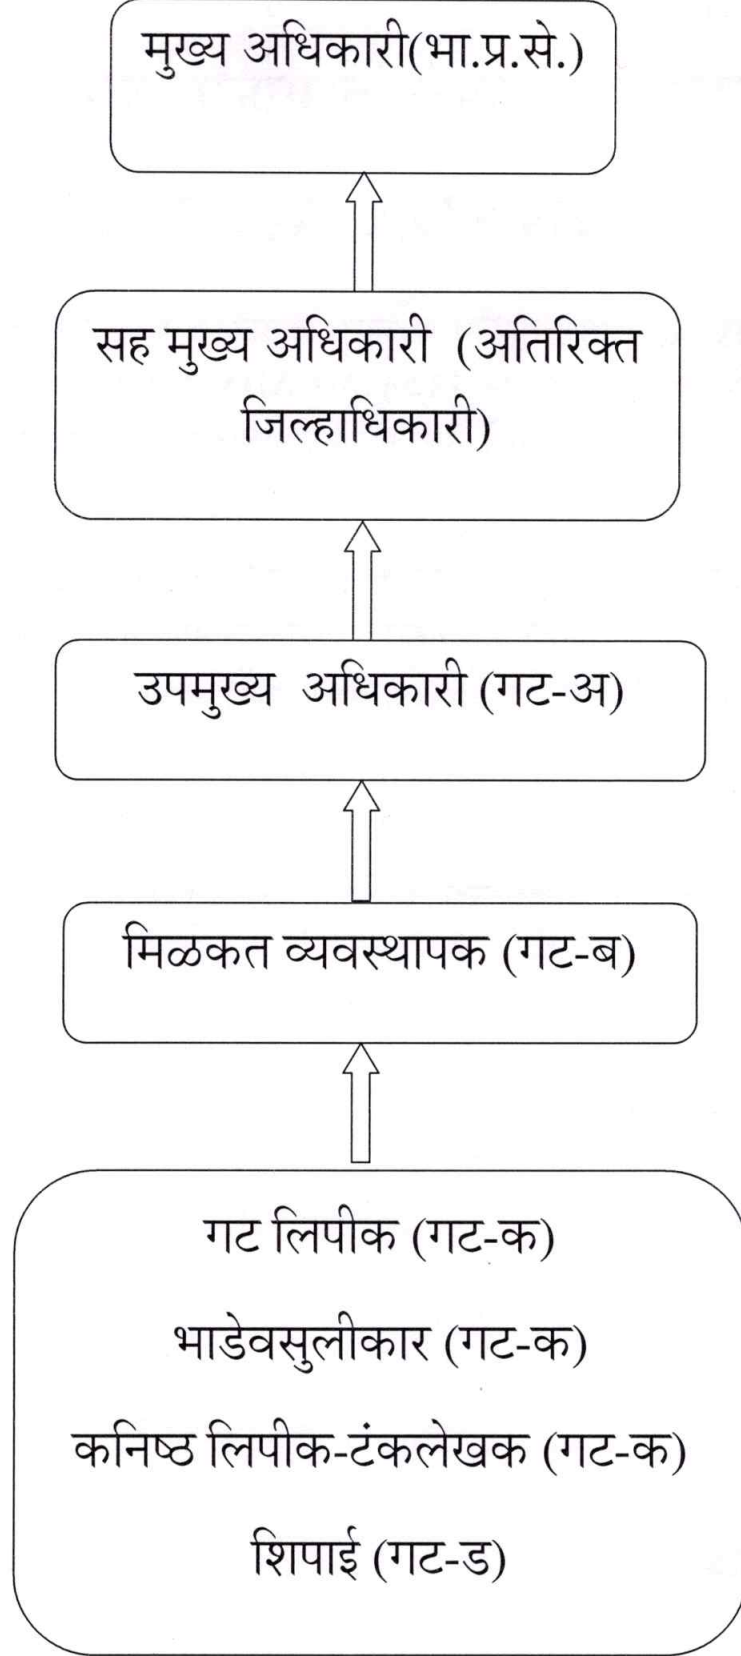 मुख्य अधिकारी(भा.प्र.से.)
सह मुख्य अधिकारी (अतिरिक्त
जिल्हाधिकारी)
उपमुख्य अधिकारी (गट-अ)
मिळकत व्यवस्थापक (गट-ब)
गट लिपीक (गट-क)
भाडेवसुलीकार (गट-क)
कनिष्ठ लिपीक-टंकलेखक (गट-क)
शिपाई (गट-ड)